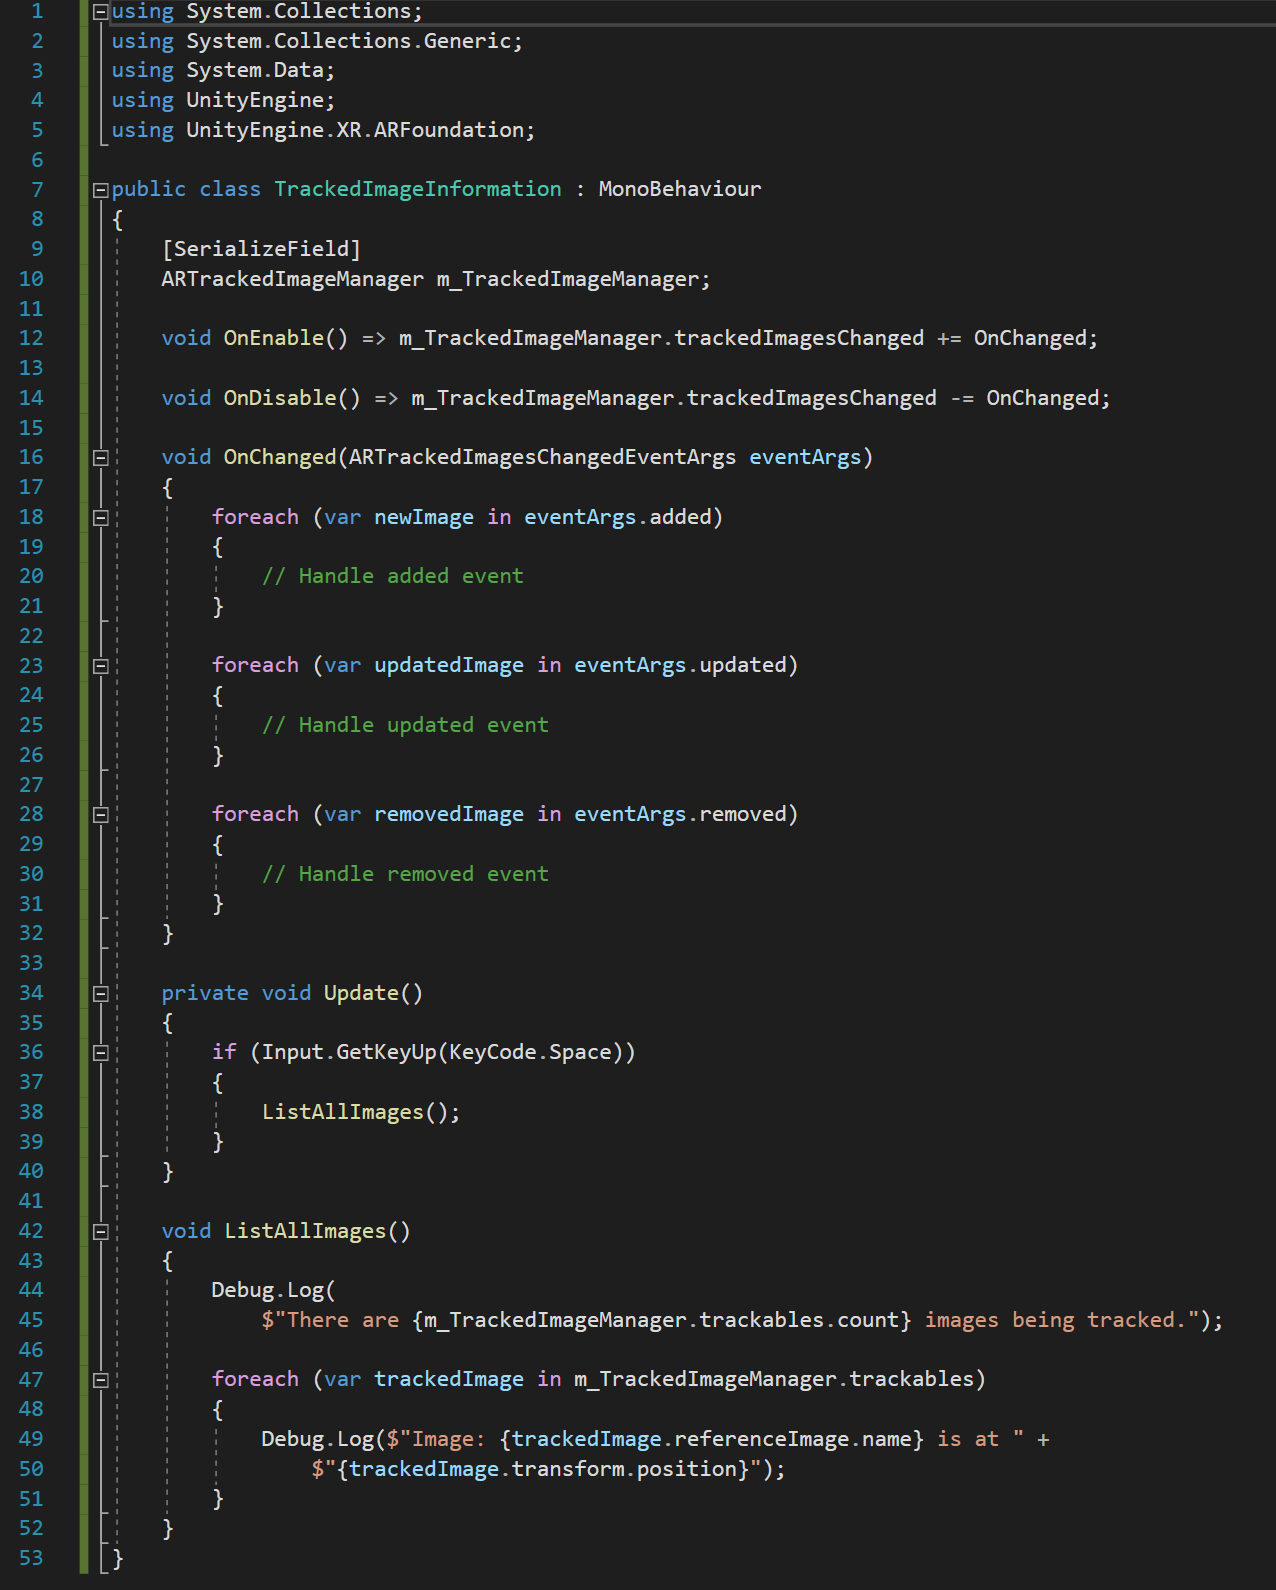 1 using System.Collections;
2 using System.Collections.Generic;
3 using System.Data;
4 using UnityEngine;
5 using UnityEngine.XR.ARFoundation;
6
7 public class TrackedImageInformation : MonoBehaviour
8 {
9     [SerializeField]
10     ARTrackedImageManager m_TrackedImageManager;
11
12     void OnEnable() => m_TrackedImageManager.trackedImagesChanged += OnChanged;
13
14     void OnDisable() => m_TrackedImageManager.trackedImagesChanged -= OnChanged;
15
16     void OnChanged(ARTrackedImagesChangedEventArgs eventArgs)
17     {
18         foreach (var newImage in eventArgs.added)
19         {
20             // Handle added event
21         }
22
23         foreach (var updatedImage in eventArgs.updated)
24         {
25             // Handle updated event
26         }
27
28         foreach (var removedImage in eventArgs.removed)
29         {
30             // Handle removed event
31         }
32     }
33
34     private void Update()
35     {
36         if (Input.GetKeyUp(KeyCode.Space))
37         {
38             ListAllImages();
39         }
40     }
41
42     void ListAllImages()
43     {
44         Debug.Log(
45             $"There are {m_TrackedImageManager.trackables.count} images being tracked.");
46
47         foreach (var trackedImage in m_TrackedImageManager.trackables)
48         {
49             Debug.Log($"Image: {trackedImage.referenceImage.name} is at " +
50                 $"{trackedImage.transform.position}");
51         }
52     }
53 }